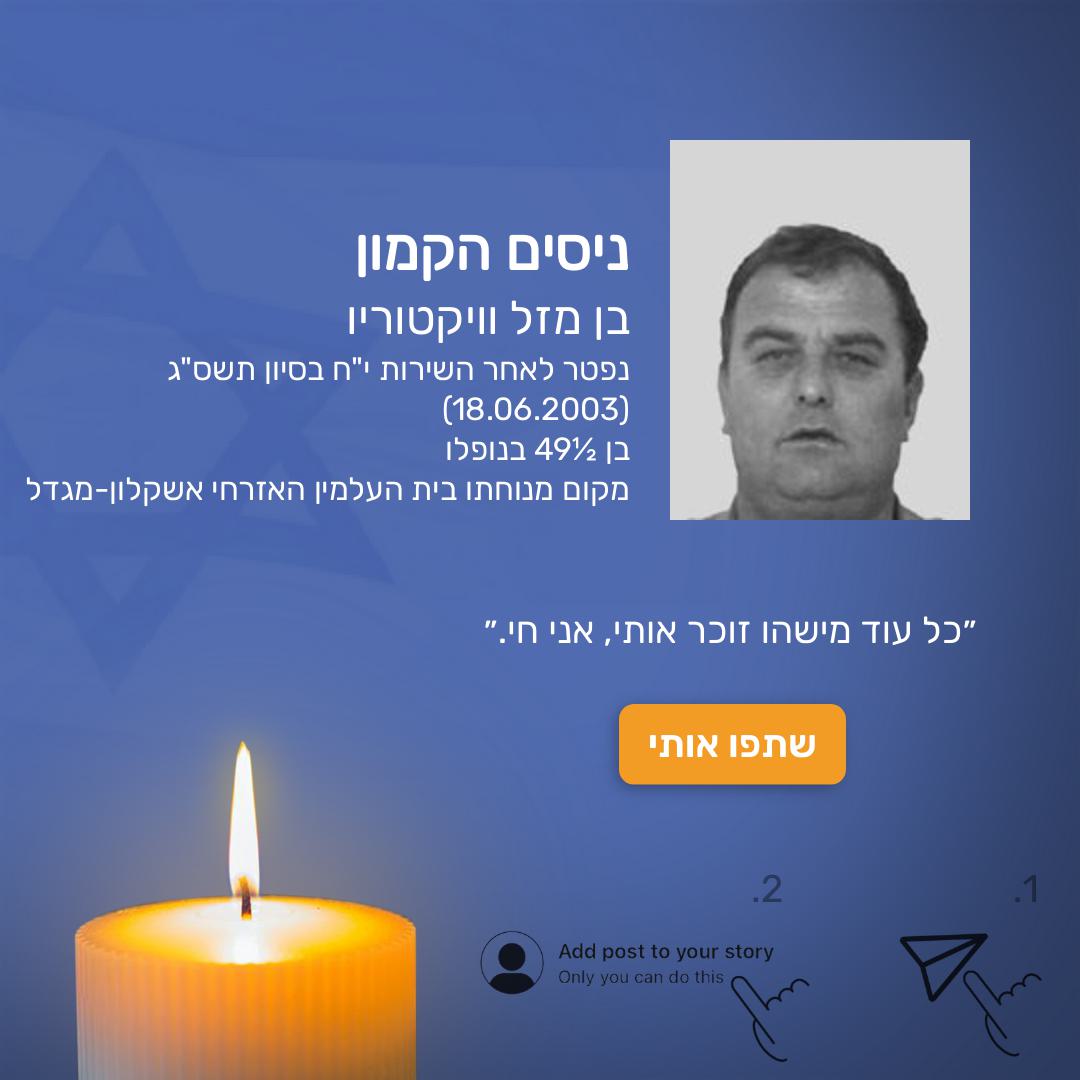 ניסים הקמון
בן מזל וויקטוריו
נפטר לאחר השירות י"ח בסיון תשס"ג
(18.06.2003)
בן 49½ בנופלו
מקום מנוחתו בית העלמין האזרחי אשקלון-מגדל
״כל עוד מישהו זוכר אותי, אני חי.״
שתפו אותי
.1
.2
Add post to your story
Only you can do this